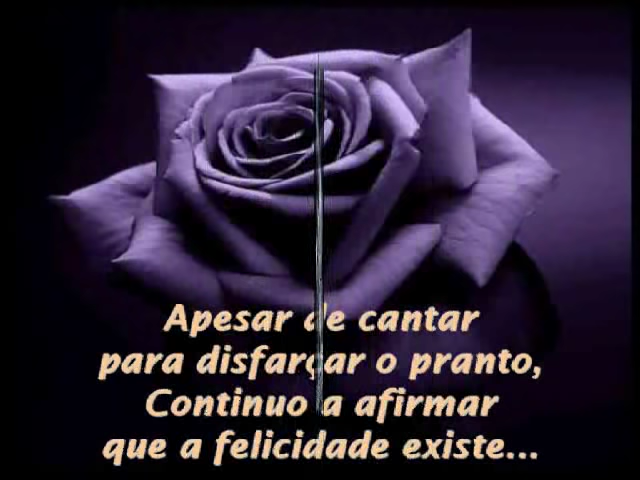 Apesar de cantar
para disfarçar o pranto,
Continuo a afirmar
que a felicidade existe...